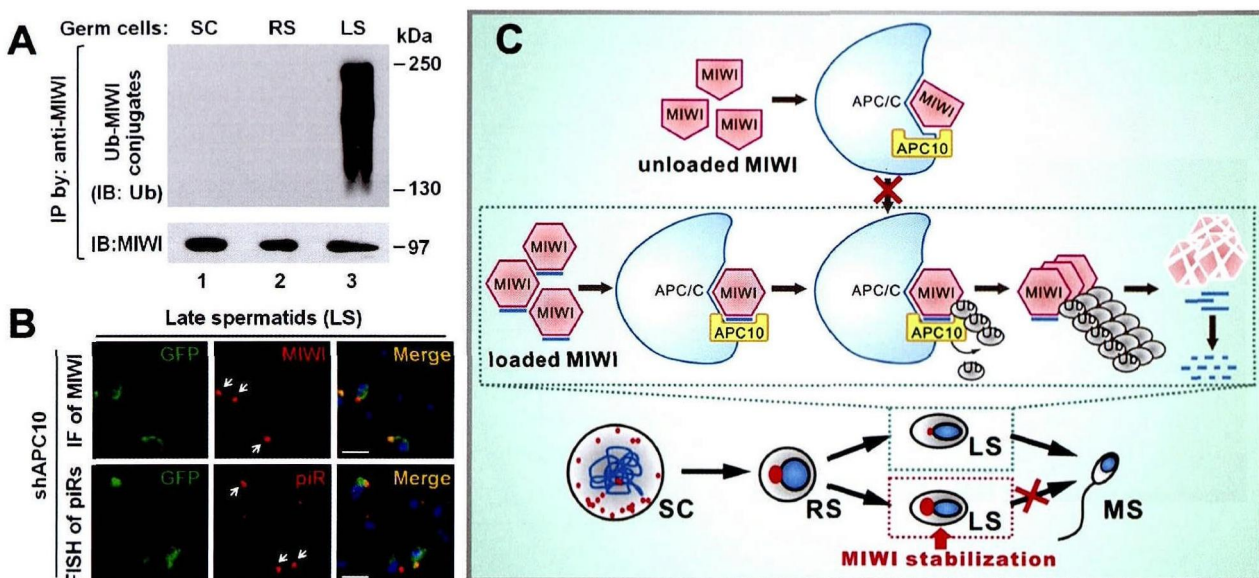 A
Germ cells: SC RS LS kDa
IP by: anti-MIWI
Ub-MIWI
conjugates
(IB: Ub)
250
130
IB:MIWI
97
1 2 3
B
Late spermatids (LS)
shAPC10
IF of MIWI
GFP MIWI Merge
FISH of piRs
GFP piR Merge
C
MIWI
MIWI
MIWI
unloaded MIWI
APC/C
MIWI
APC10
MIWI
MIWI
MIWI
loaded MIWI
APC/C
MIWI
APC10
APC/C
MIWI
APC10
Ub
Ub
Ub
Ub
MIWI
Ub
SC
RS
LS
LS
MS
MIWI stabilization